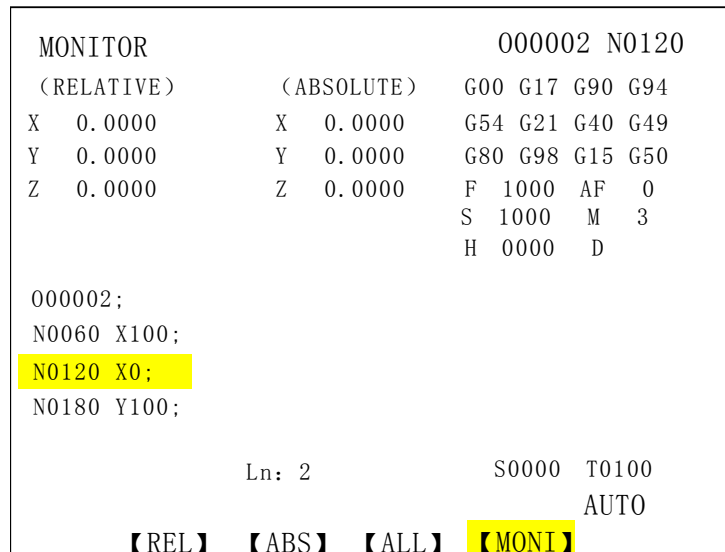 MONITOR O00002 N0120
(RELATIVE) (ABSOLUTE) G00 G17 G90 G94
X 0.0000 X 0.0000 G54 G21 G40 G49
Y 0.0000 Y 0.0000 G80 G98 G15 G50
Z 0.0000 Z 0.0000 F 1000 AF 0
S 1000 M 3
H 0000 D
O00002;
N0060 X100;
N0120 X0;
N0180 Y100;
Ln: 2 S0000 T0100
AUTO
【REL】 【ABS】 【ALL】 【MONI】